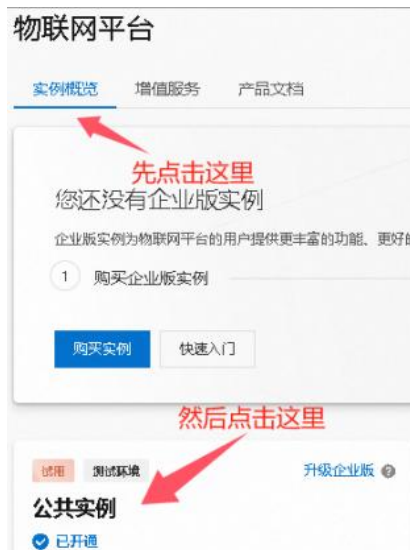 物联网平台
实例概览 增值服务 产品文档
先点击这里
您还没有企业版实例
企业版实例为物联网平台的用户提供更丰富的功能、更好的
1 购买企业版实例
购买实例 快速入门
然后点击这里
试用 测试环境 升级企业版 ?
公共实例
已开通